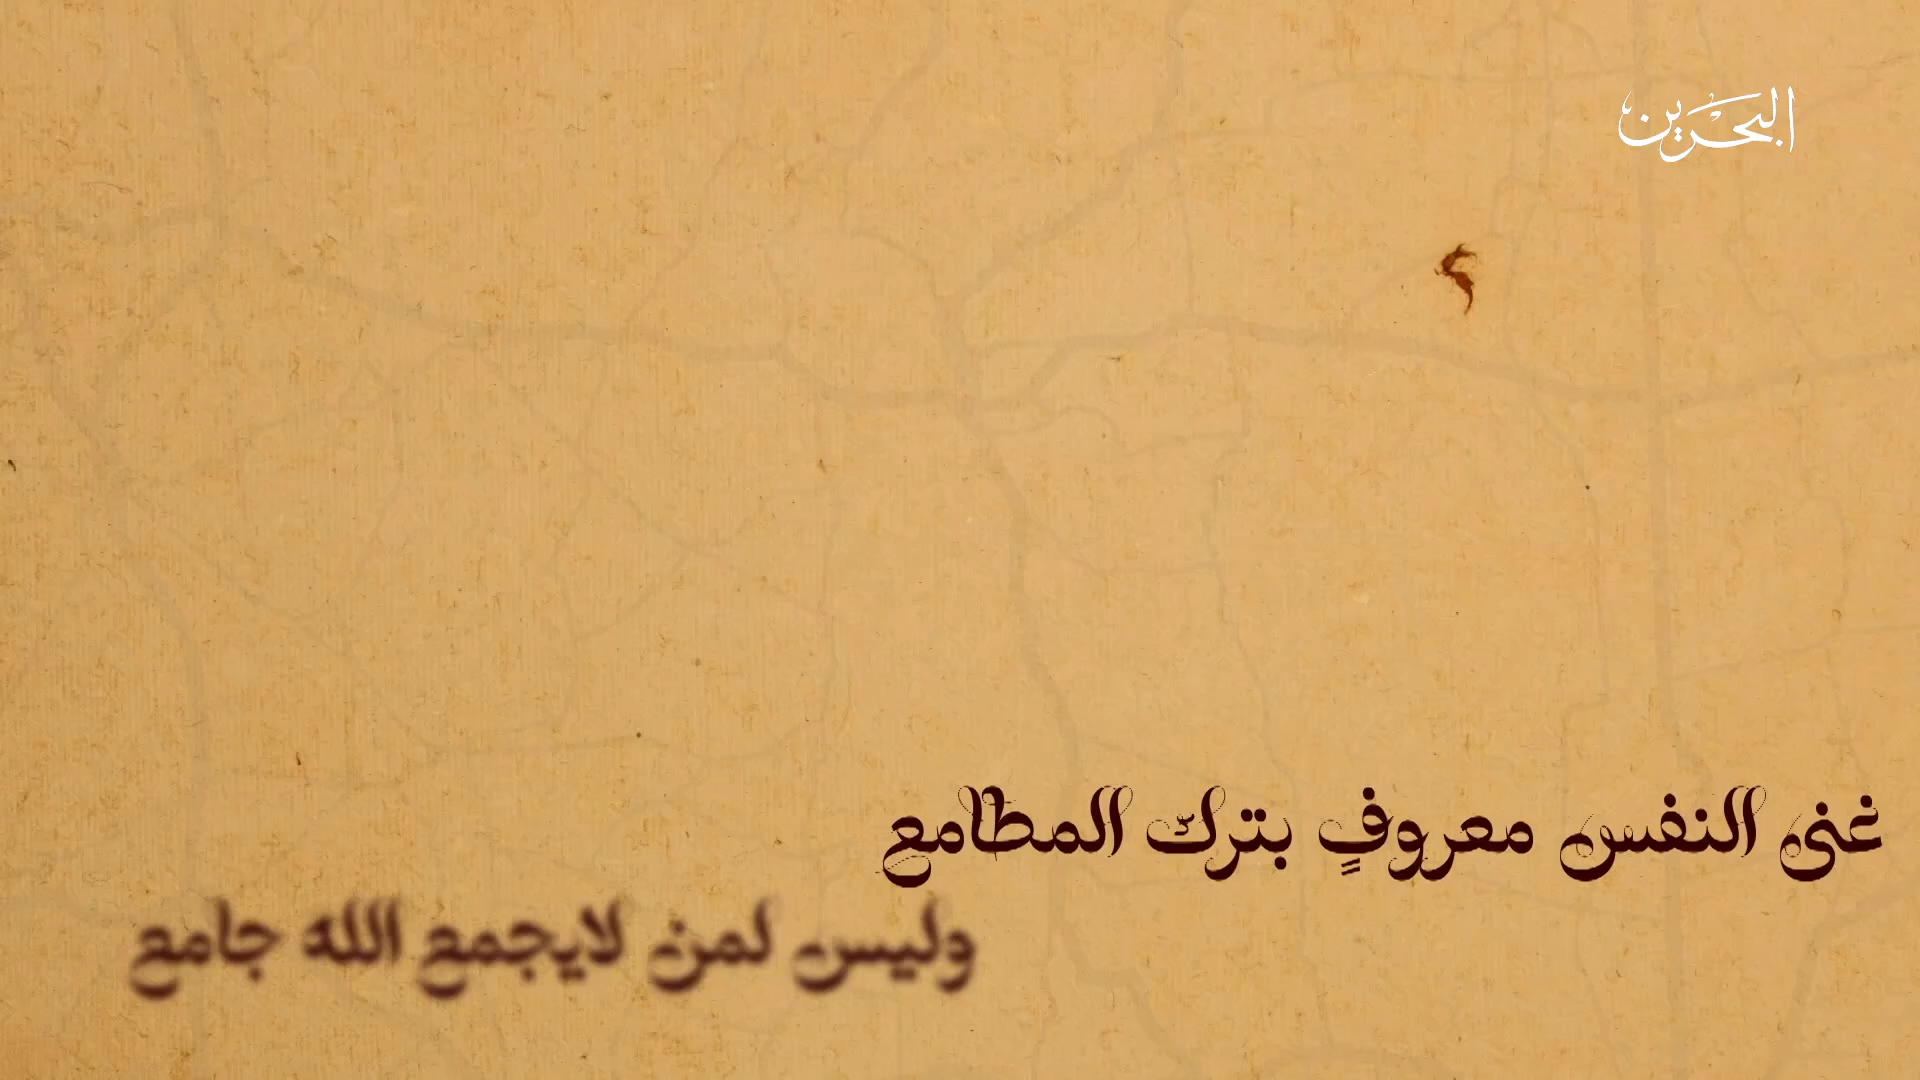 البحرين
غنى النفس معروفٍ بترك المطامع
وليس لمن لايجمع الله جامع